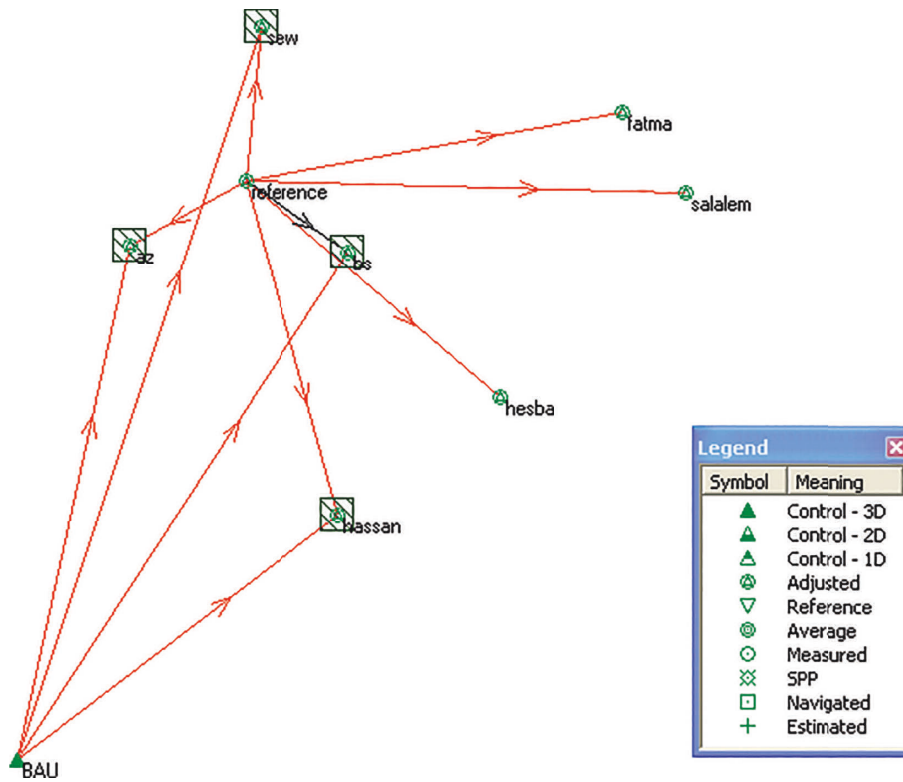 sew
fatma
reference
salalem
az
bs
hesba
hassan
BAU
Legend
Symbol Meaning
Control - 3D
Control - 2D
Control - 1D
Adjusted
Reference
Average
Measured
SPP
Navigated
Estimated